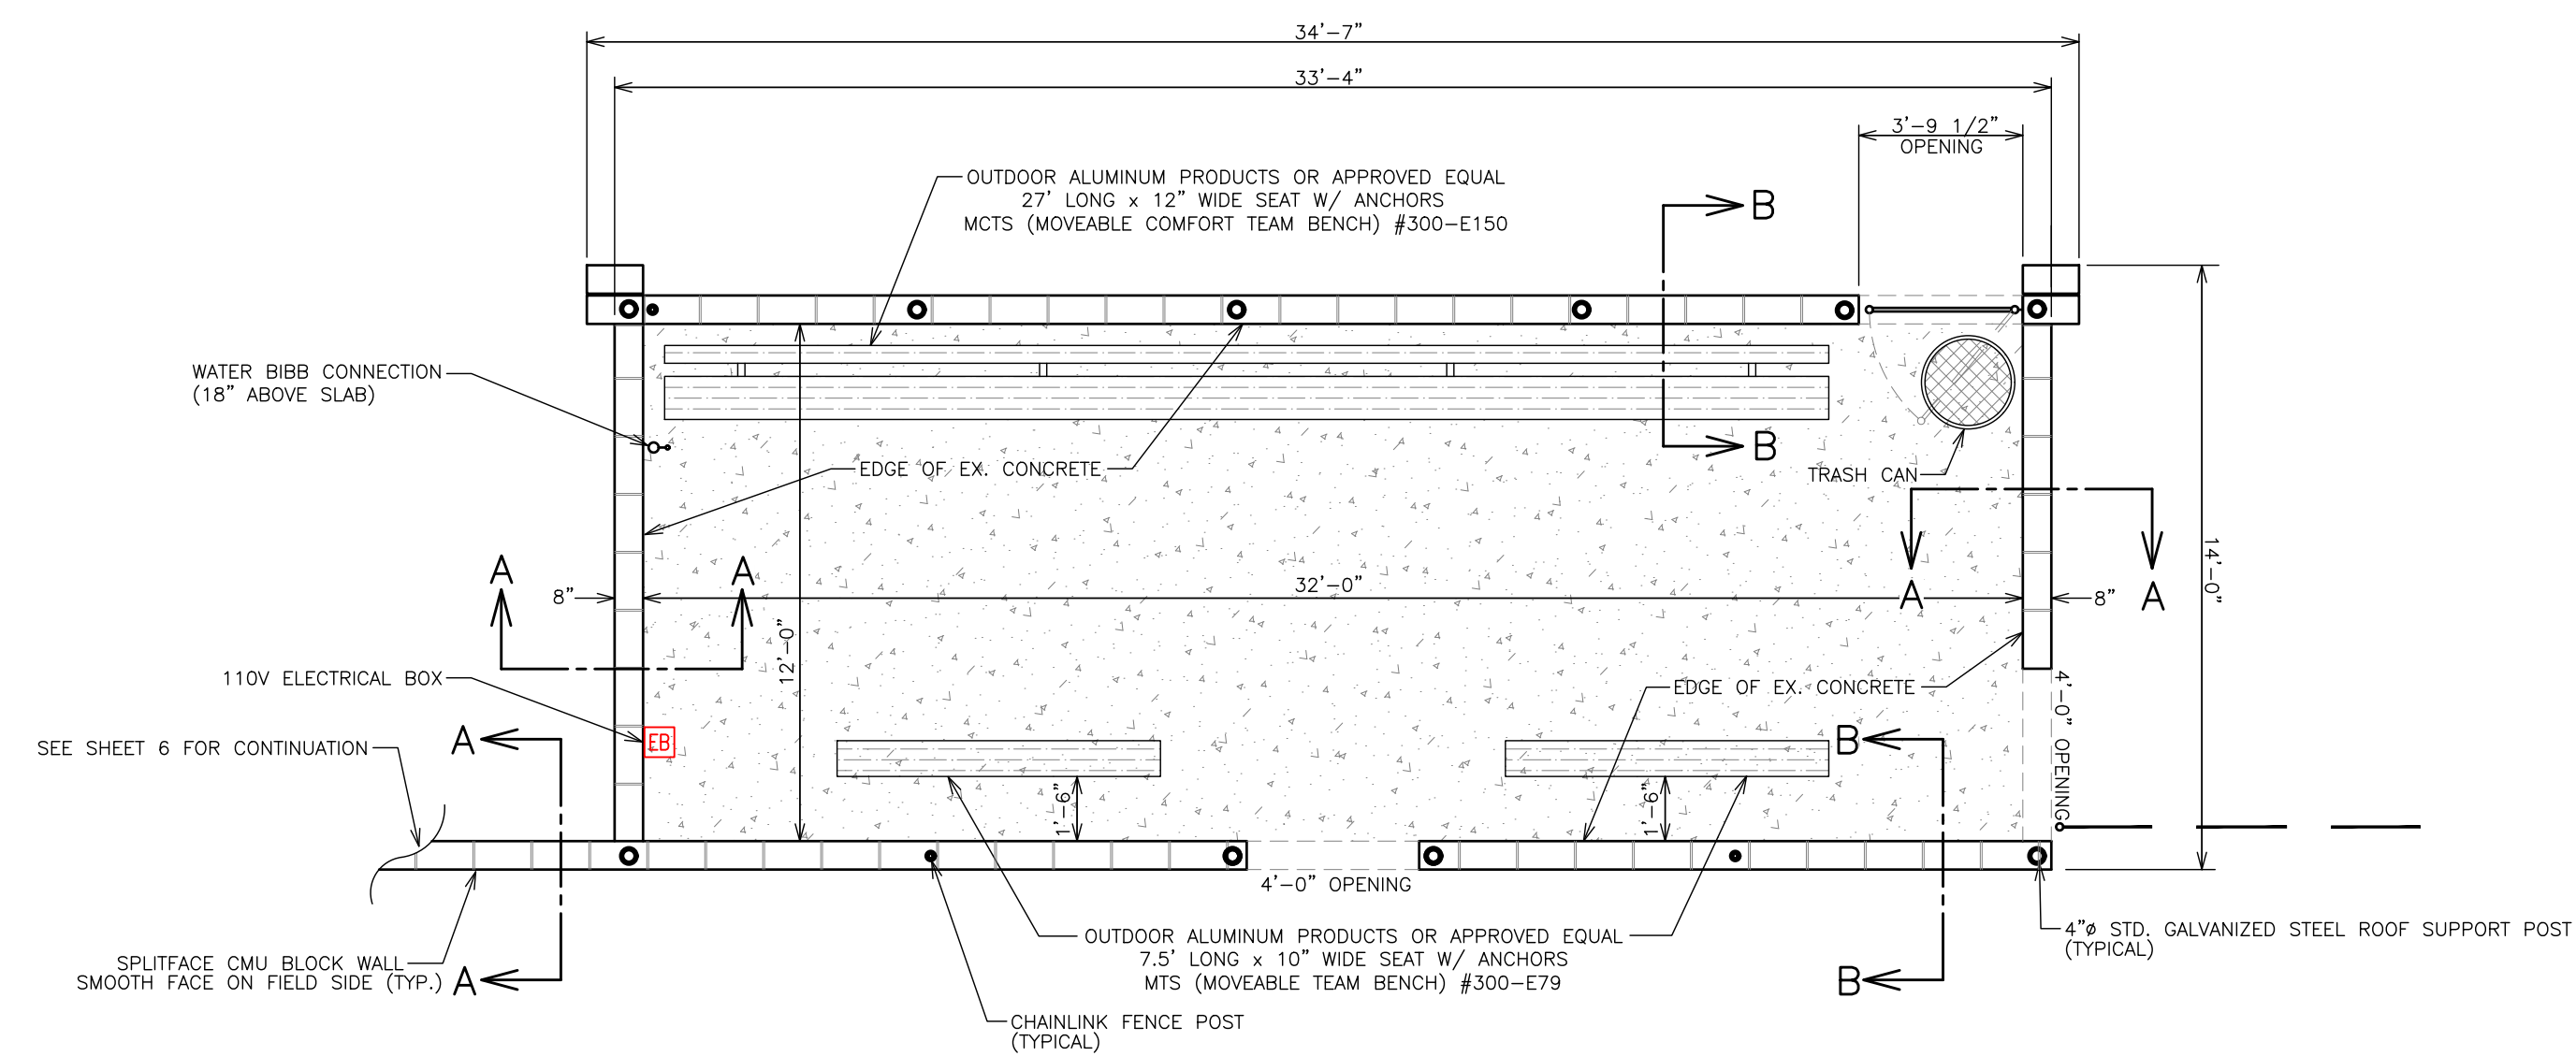 34'-7"
33'-4"
3'-9 1/2"
OPENING
OUTDOOR ALUMINUM PRODUCTS OR APPROVED EQUAL
27' LONG x 12" WIDE SEAT W/ ANCHORS
MCTS (MOVEABLE COMFORT TEAM BENCH) #300-E150
B
WATER BIBB CONNECTION
(18" ABOVE SLAB)
B
EDGE OF EX. CONCRETE
TRASH CAN
A
A
14'-0"
8"
32'-0"
A
8"
A
12'-0"
110V ELECTRICAL BOX
EDGE OF EX. CONCRETE
4'-0" OPENING
A
EB
B
SEE SHEET 6 FOR CONTINUATION
1'-6"
1'-6"
4'-0" OPENING
OUTDOOR ALUMINUM PRODUCTS OR APPROVED EQUAL
7.5' LONG x 10" WIDE SEAT W/ ANCHORS
MTS (MOVEABLE TEAM BENCH) #300-E79
4"ø STD. GALVANIZED STEEL ROOF SUPPORT POST
(TYPICAL)
SPLITFACE CMU BLOCK WALL
SMOOTH FACE ON FIELD SIDE (TYP.)
A
B
CHAINLINK FENCE POST
(TYPICAL)